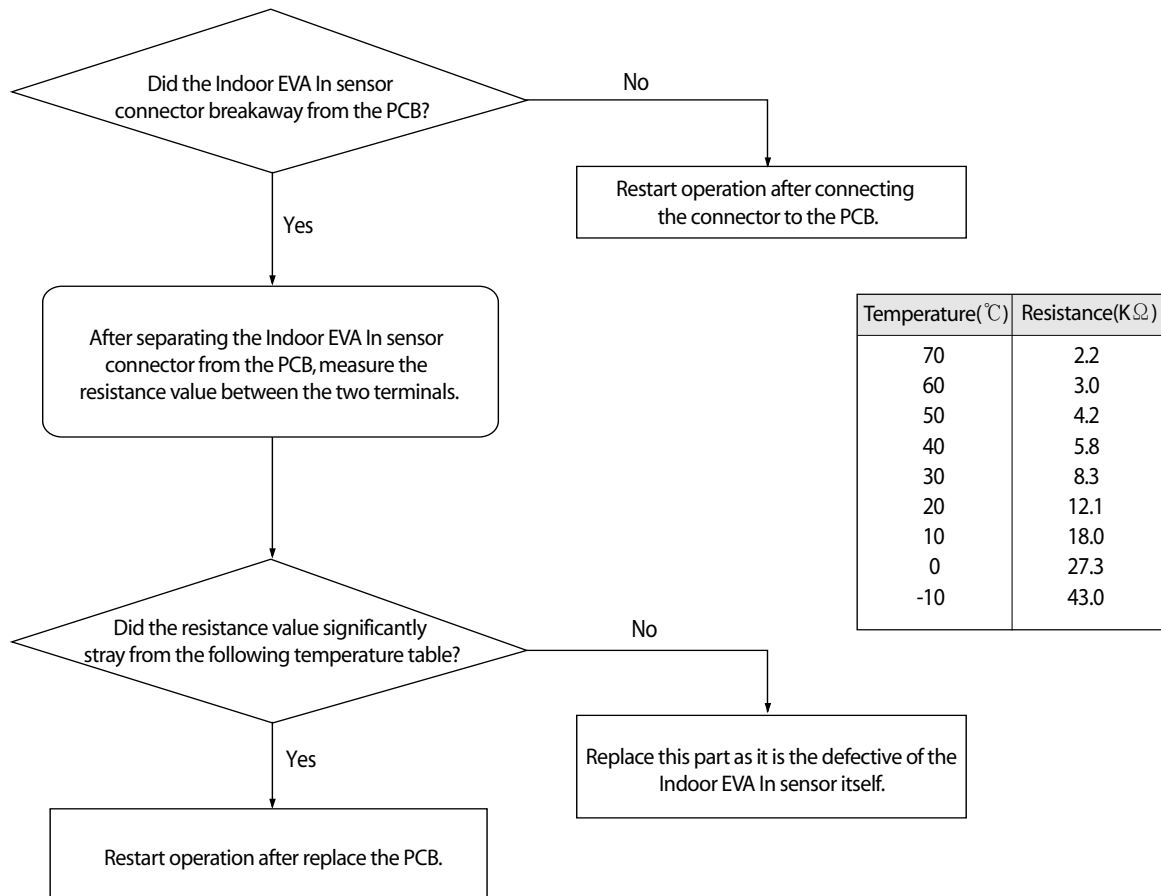 Did the Indoor EVA In sensor
connector breakaway from the PCB?
No
Restart operation after connecting
the connector to the PCB.
Yes
After separating the Indoor EVA In sensor
connector from the PCB, measure the
resistance value between the two terminals.
Temperature(℃) Resistance(KΩ)
70 2.2
60 3.0
50 4.2
40 5.8
30 8.3
20 12.1
10 18.0
0 27.3
-10 43.0
Did the resistance value significantly
stray from the following temperature table?
No
Replace this part as it is the defective of the
Indoor EVA In sensor itself.
Yes
Restart operation after replace the PCB.